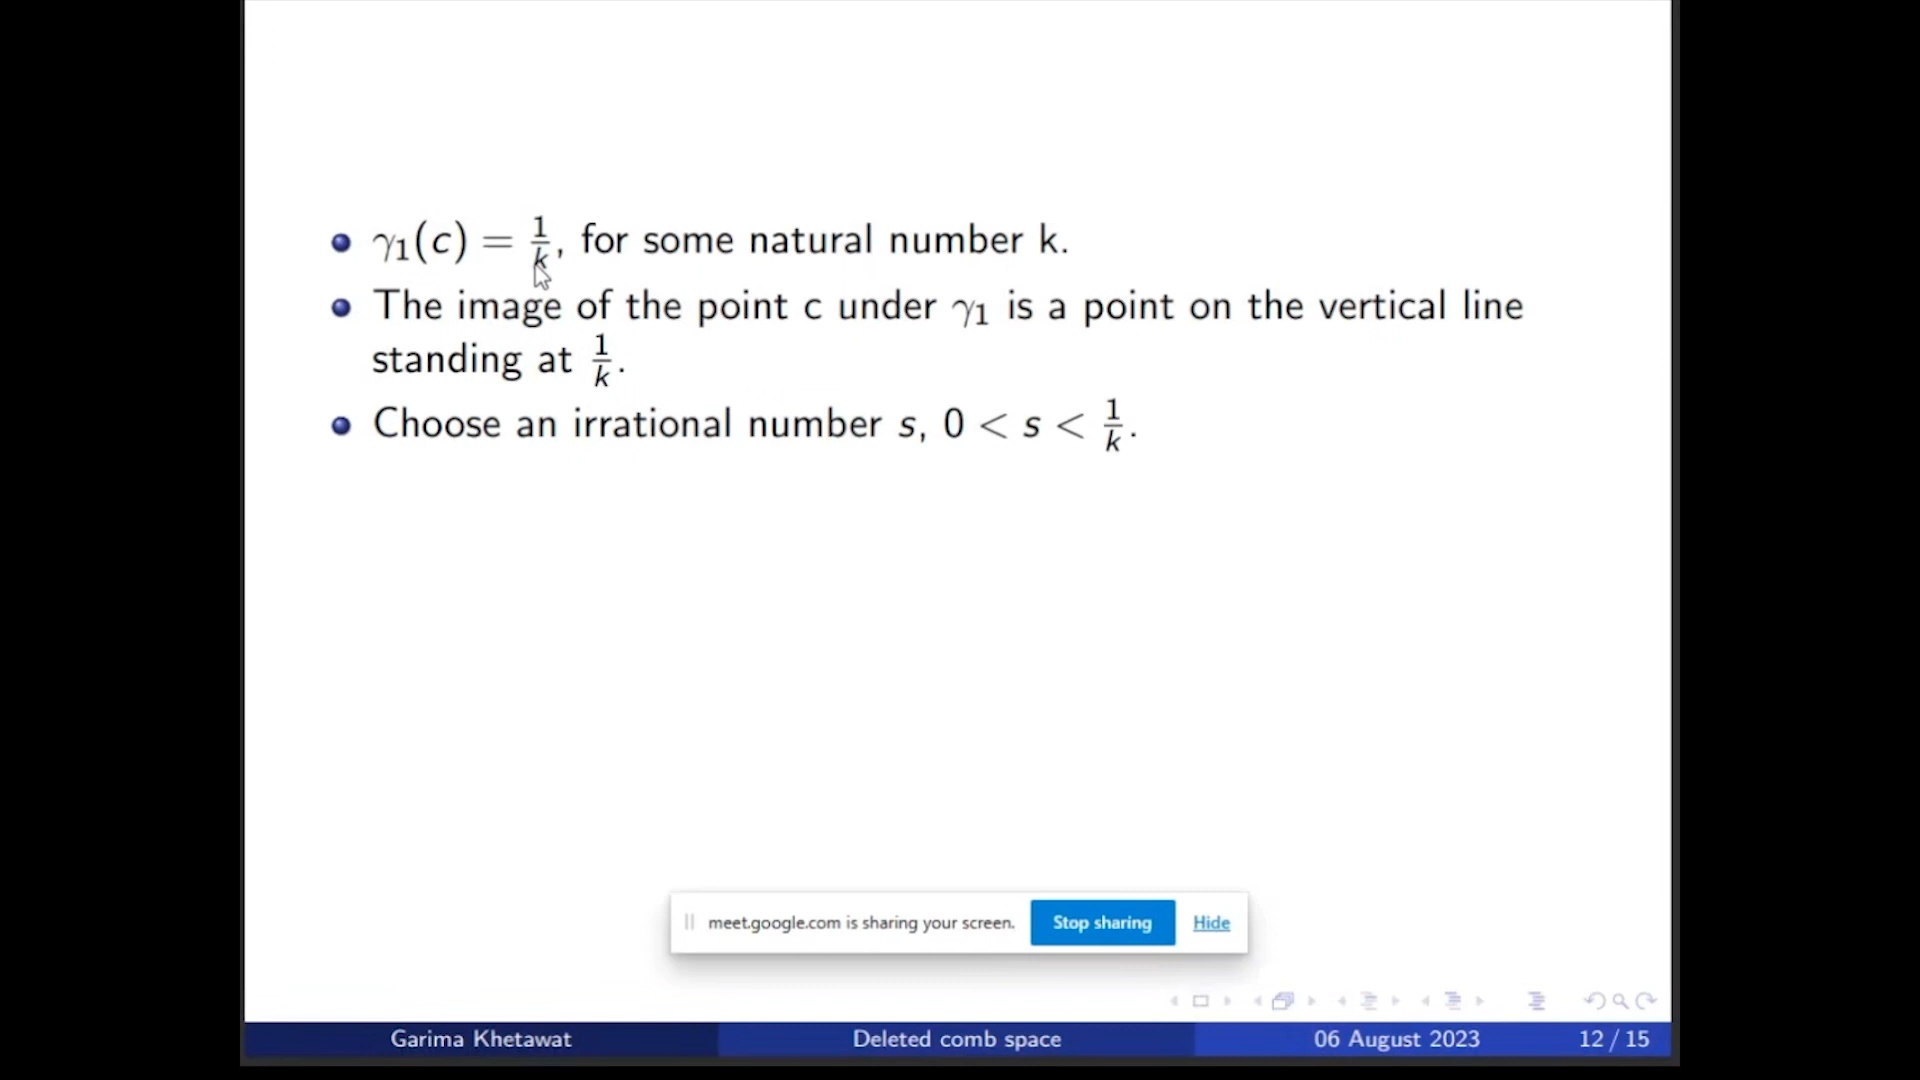 γ₁(c) = 1/k, for some natural number k.
The image of the point c under γ₁ is a point on the vertical line
standing at 1/k.
Choose an irrational number s, 0 < s < 1/k.
meet.google.com is sharing your screen. Stop sharing Hide
Garima Khetawat Deleted comb space 06 August 2023 12 / 15